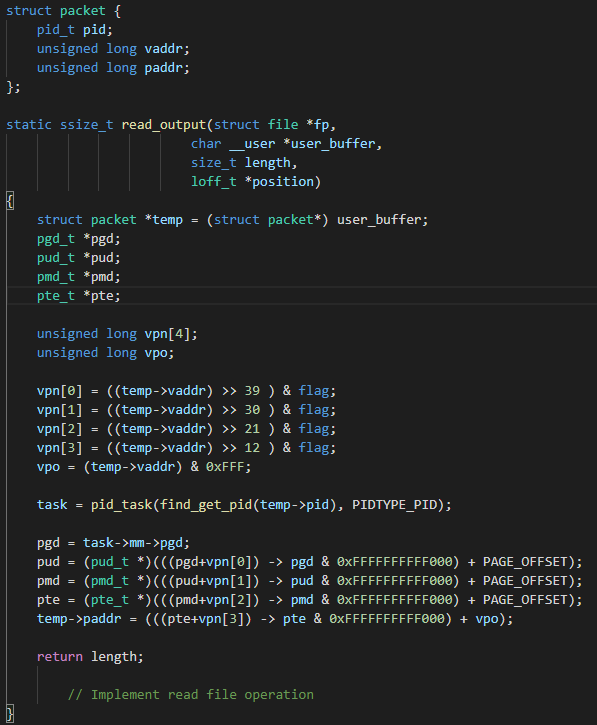 struct packet {
    pid_t pid;
    unsigned long vaddr;
    unsigned long paddr;
};
static ssize_t read_output(struct file *fp,
                        char __user *user_buffer,
                        size_t length,
                        loff_t *position)
{
    struct packet *temp = (struct packet*) user_buffer;
    pgd_t *pgd;
    pud_t *pud;
    pmd_t *pmd;
    pte_t *pte;
    unsigned long vpn[4];
    unsigned long vpo;
    vpn[0] = ((temp->vaddr) >> 39 ) & flag;
    vpn[1] = ((temp->vaddr) >> 30 ) & flag;
    vpn[2] = ((temp->vaddr) >> 21 ) & flag;
    vpn[3] = ((temp->vaddr) >> 12 ) & flag;
    vpo = (temp->vaddr) & 0xFFF;
    task = pid_task(find_get_pid(temp->pid), PIDTYPE_PID);
    pgd = task->mm->pgd;
    pud = (pud_t *)(((pgd+vpn[0]) -> pgd & 0xFFFFFFFFFF000) + PAGE_OFFSET);
    pmd = (pmd_t *)(((pud+vpn[1]) -> pud & 0xFFFFFFFFFF000) + PAGE_OFFSET);
    pte = (pte_t *)(((pmd+vpn[2]) -> pmd & 0xFFFFFFFFFF000) + PAGE_OFFSET);
    temp->paddr = (((pte+vpn[3]) -> pte & 0xFFFFFFFFFF000) + vpo);
    return length;
        // Implement read file operation
}